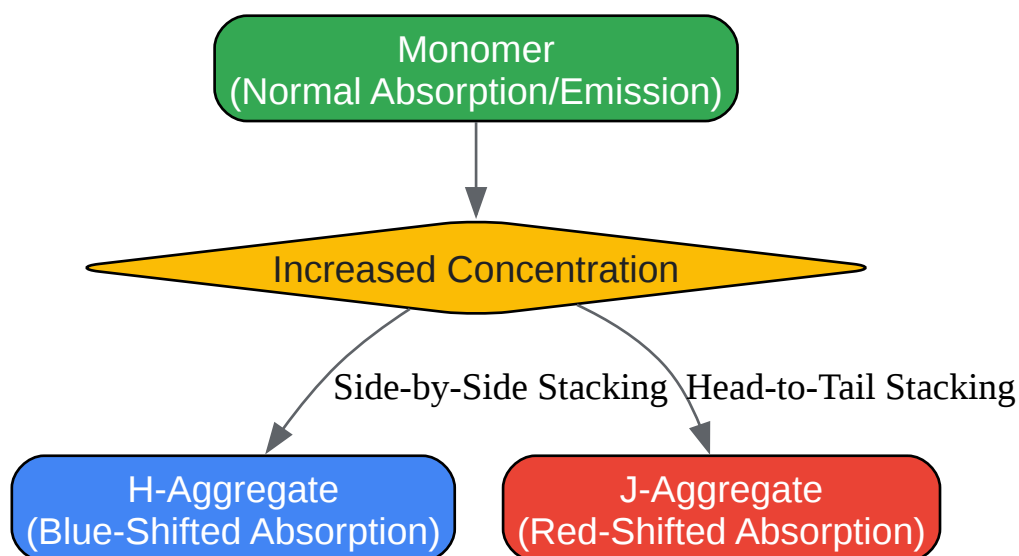 Monomer
(Normal Absorption/Emission)
Increased Concentration
Side-by-Side Stacking
Head-to-Tail Stacking
H-Aggregate
(Blue-Shifted Absorption)
J-Aggregate
(Red-Shifted Absorption)